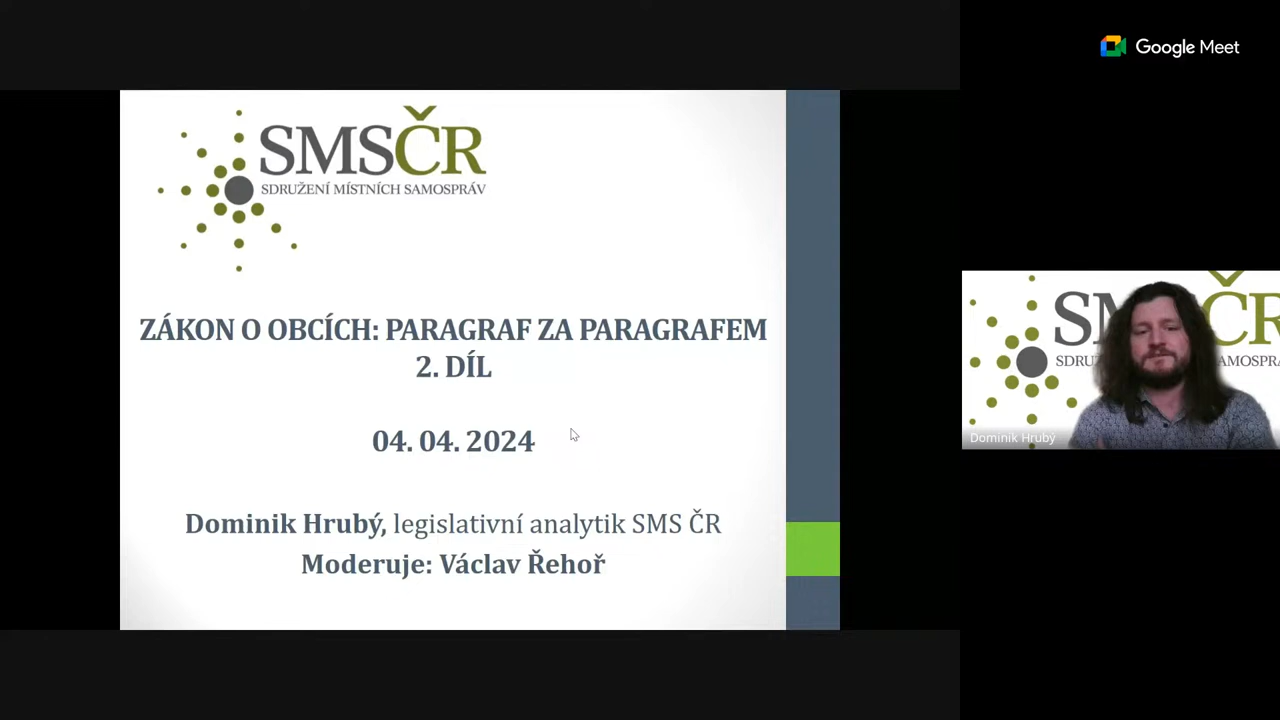 Google Meet
SMSČR
SDRUŽENÍ MÍSTNÍCH SAMOSPRÁV
ZÁKON O OBCÍCH: PARAGRAF ZA PARAGRAFEM
2. DÍL
04. 04. 2024
Dominik Hrubý, legislativní analytik SMS ČR
Moderuje: Václav Řehoř
Dominik Hrubý